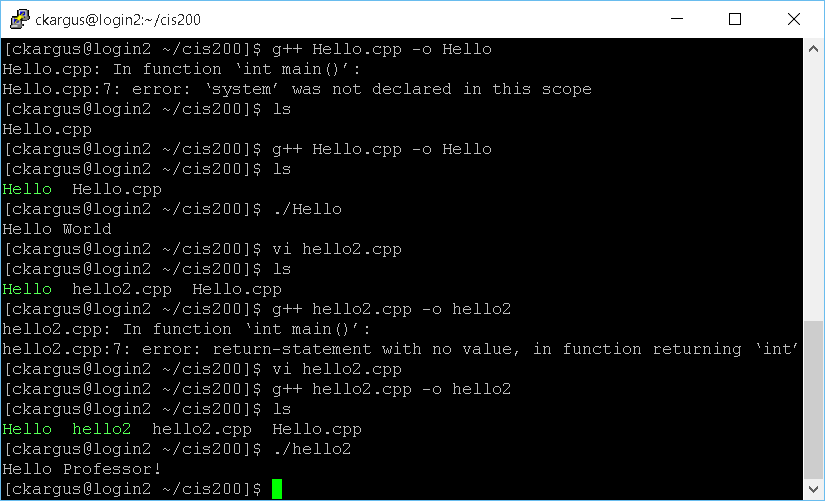 ckargus@login2:~/cis200
[ckargus@login2 ~/cis200]$ g++ Hello.cpp -o Hello
Hello.cpp: In function ‘int main()’:
Hello.cpp:7: error: ‘system’ was not declared in this scope
[ckargus@login2 ~/cis200]$ ls
Hello.cpp
[ckargus@login2 ~/cis200]$ g++ Hello.cpp -o Hello
[ckargus@login2 ~/cis200]$ ls
Hello  Hello.cpp
[ckargus@login2 ~/cis200]$ ./Hello
Hello World
[ckargus@login2 ~/cis200]$ vi hello2.cpp
[ckargus@login2 ~/cis200]$ ls
Hello  hello2.cpp  Hello.cpp
[ckargus@login2 ~/cis200]$ g++ hello2.cpp -o hello2
hello2.cpp: In function ‘int main()’:
hello2.cpp:7: error: return-statement with no value, in function returning ‘int’
[ckargus@login2 ~/cis200]$ vi hello2.cpp
[ckargus@login2 ~/cis200]$ g++ hello2.cpp -o hello2
[ckargus@login2 ~/cis200]$ ls
Hello  hello2  hello2.cpp  Hello.cpp
[ckargus@login2 ~/cis200]$ ./hello2
Hello Professor!
[ckargus@login2 ~/cis200]$